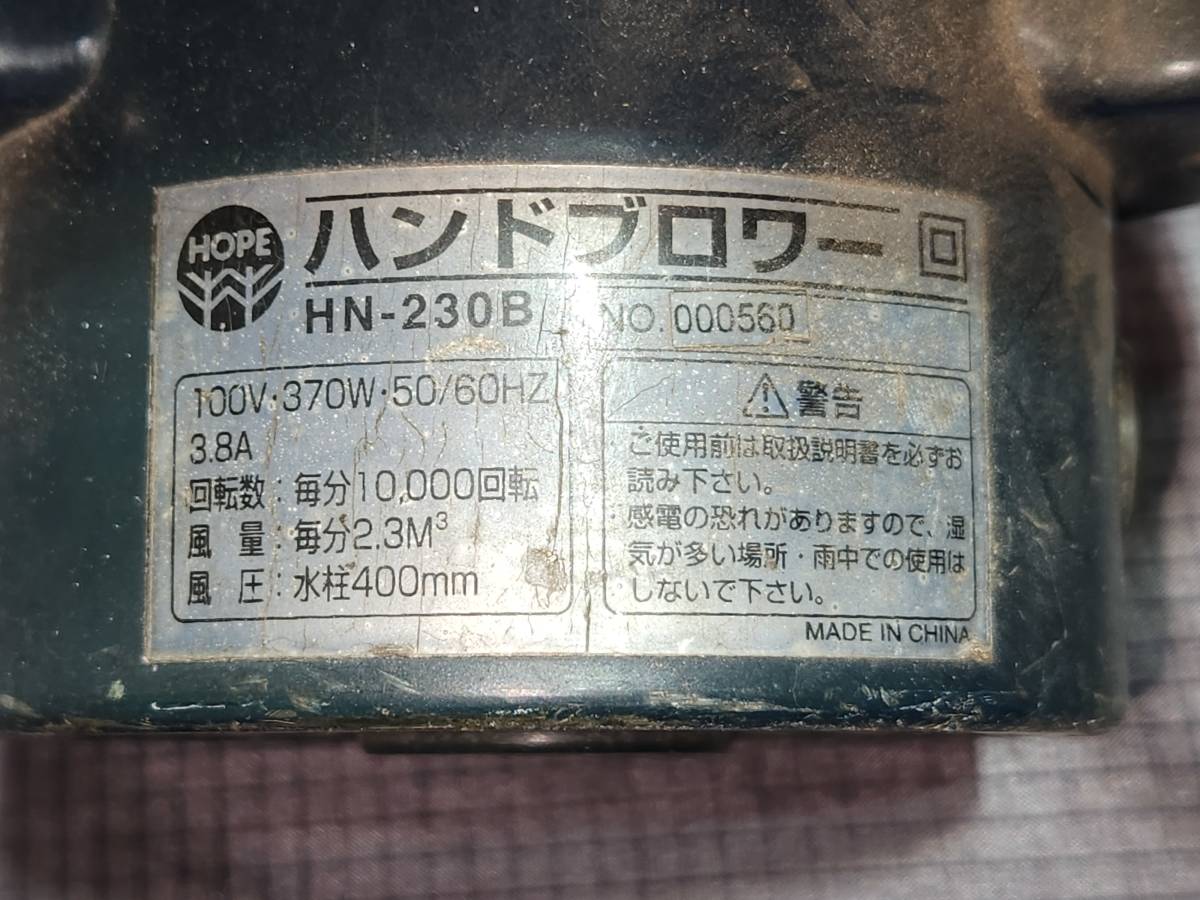 HOPE
ハンドブロワー
HN-230B
NO. 000560
100V・370W・50/60HZ
3.8A
回転数：毎分10,000回転
風　量：毎分2.3M³
風　圧：水柱400mm
⚠警告
ご使用前は取扱説明書を必ずお
読み下さい。
感電の恐れがありますので、湿
気が多い場所・雨中での使用は
しないで下さい。
MADE IN CHINA